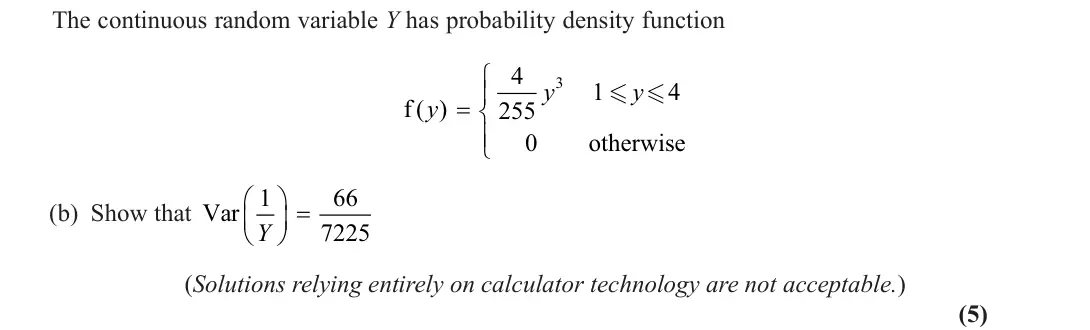 The continuous random variable Y has probability density function
f(y) = { 4/255 y³ 1 ⩽ y ⩽ 4
0 otherwise
(b) Show that Var(1/Y) = 66/7225
(Solutions relying entirely on calculator technology are not acceptable.)
(5)